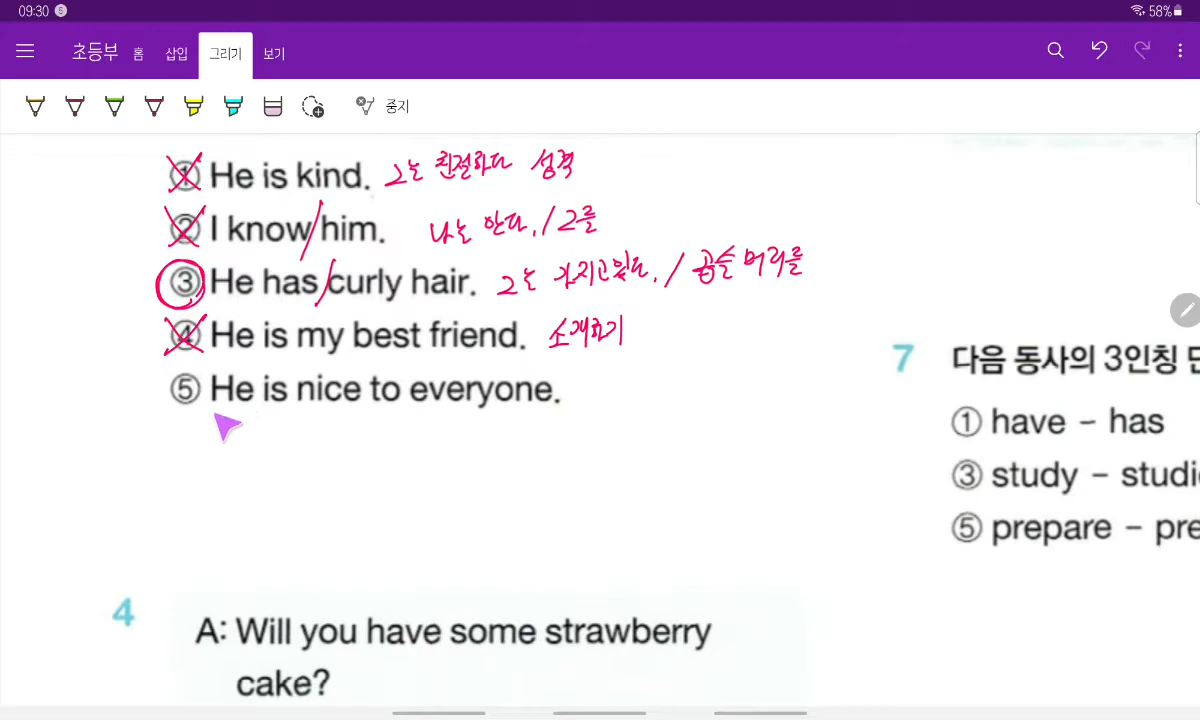 09:30 5 58%
초등부 홈 삽입 그리기 보기
중지
① He is kind. 그는 친절하다 성격
② I know/him. 나는 안다. / 그를
③ He has/curly hair. 그는 가지고있다. / 곱슬 머리를
④ He is my best friend. 소개하기
⑤ He is nice to everyone.
4
A: Will you have some strawberry
cake?
7 다음 동사의 3인칭
① have – has
③ study – studi
⑤ prepare – pre